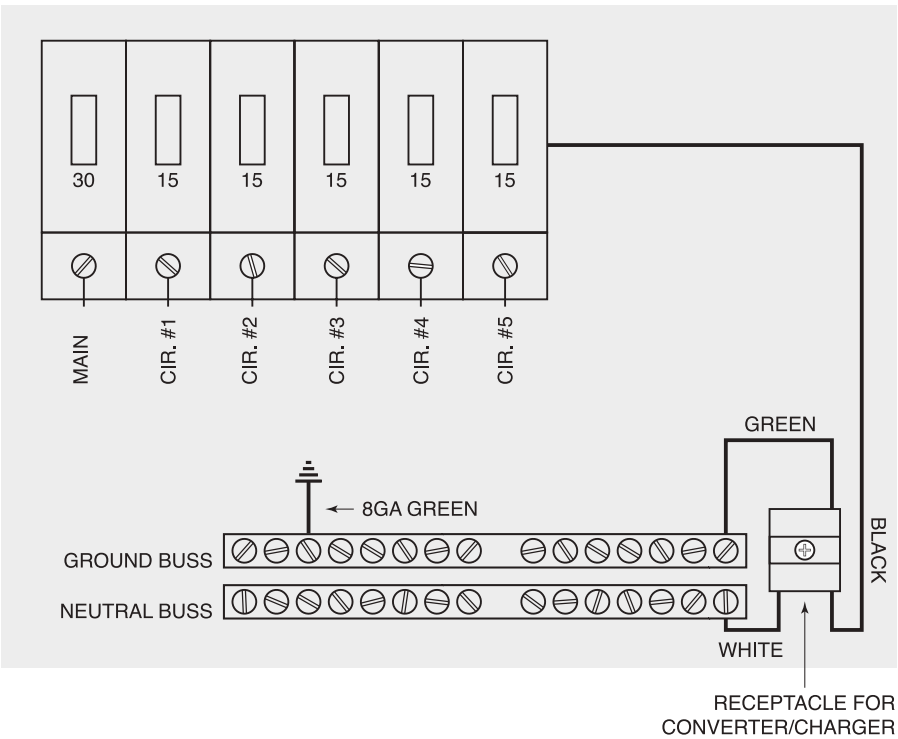 30 15 15 15 15 15
MAIN
CIR. #1
CIR. #2
CIR. #3
CIR. #4
CIR. #5
GREEN
8GA GREEN
BLACK
GROUND BUSS
NEUTRAL BUSS
WHITE
RECEPTACLE FOR
CONVERTER/CHARGER